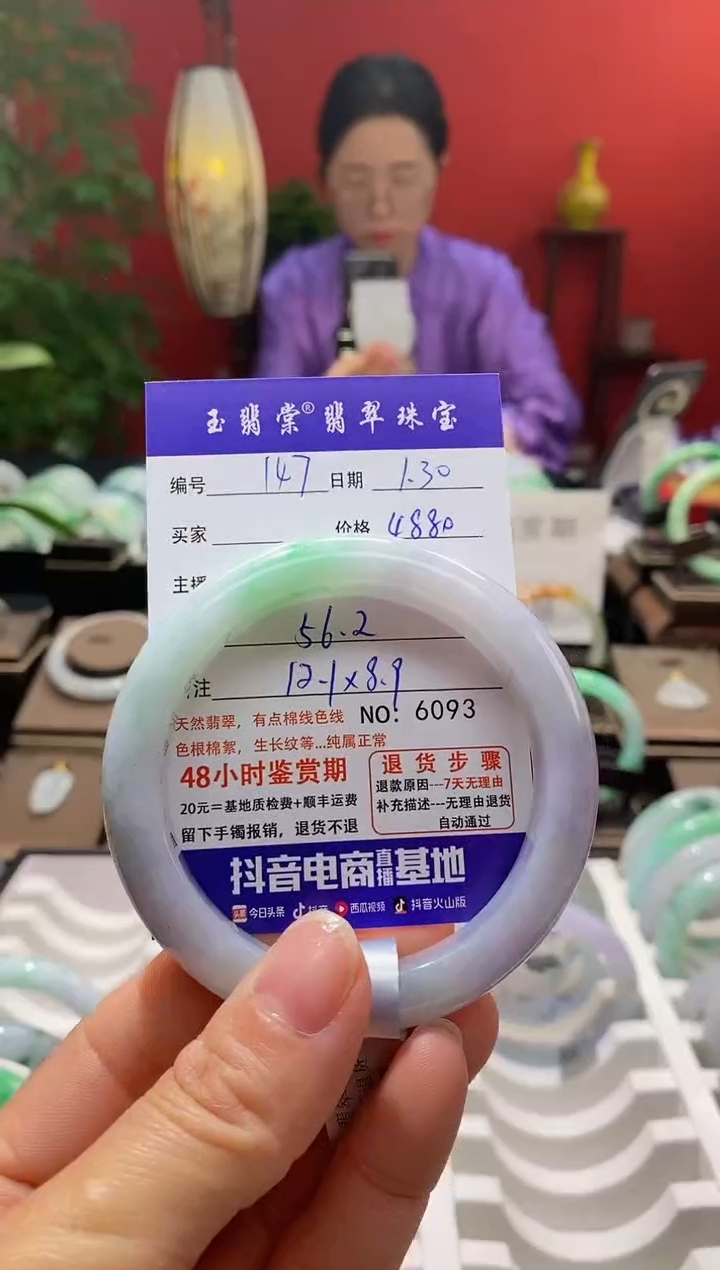 玉翡棠®翡翠珠宝
编号 147 日期 1.30
买家 价格 4880
主播
56.2
注 12.1x8.9
天然翡翠，有点棉线色线 NO: 6093
色根棉絮，生长纹等...纯属正常
48小时鉴赏期
20元＝基地质检费+顺丰运费
留下手镯报销，退货不退
退货步骤
退款原因---7天无理由
补充描述---无理由退货
自动通过
抖音电商直播基地
今日头条 抖音 西瓜视频 抖音火山版